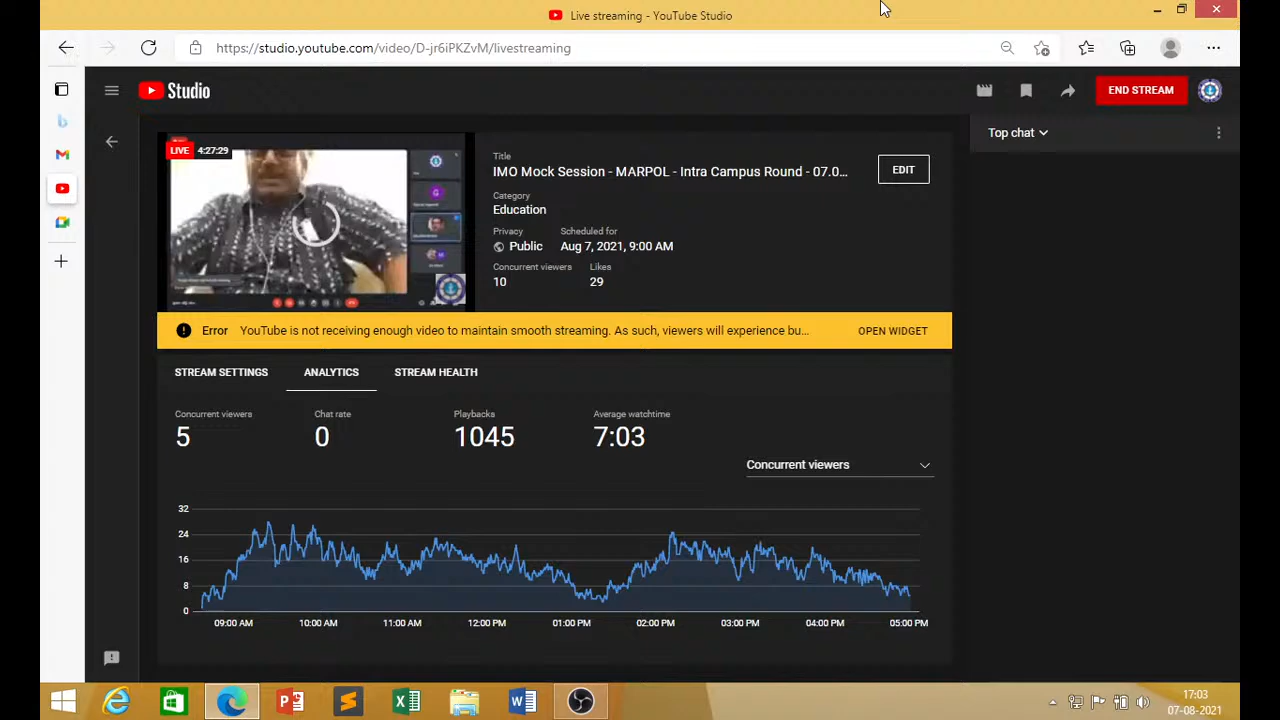 Live streaming - YouTube Studio
https://studio.youtube.com/video/D-jr6iPKZvM/livestreaming
Studio
END STREAM
LIVE 4:27:29
Title
IMO Mock Session - MARPOL - Intra Campus Round - 07.0...
EDIT
Category
Education
Privacy
Public
Scheduled for
Aug 7, 2021, 9:00 AM
Concurrent viewers
10
Likes
29
Top chat
Error YouTube is not receiving enough video to maintain smooth streaming. As such, viewers will experience bu... OPEN WIDGET
STREAM SETTINGS ANALYTICS STREAM HEALTH
Concurrent viewers Chat rate Playbacks Average watchtime
5 0 1045 7:03
Concurrent viewers
32
24
16
8
0
09:00 AM 10:00 AM 11:00 AM 12:00 PM 01:00 PM 02:00 PM 03:00 PM 04:00 PM 05:00 PM
17:03
07-08-2021